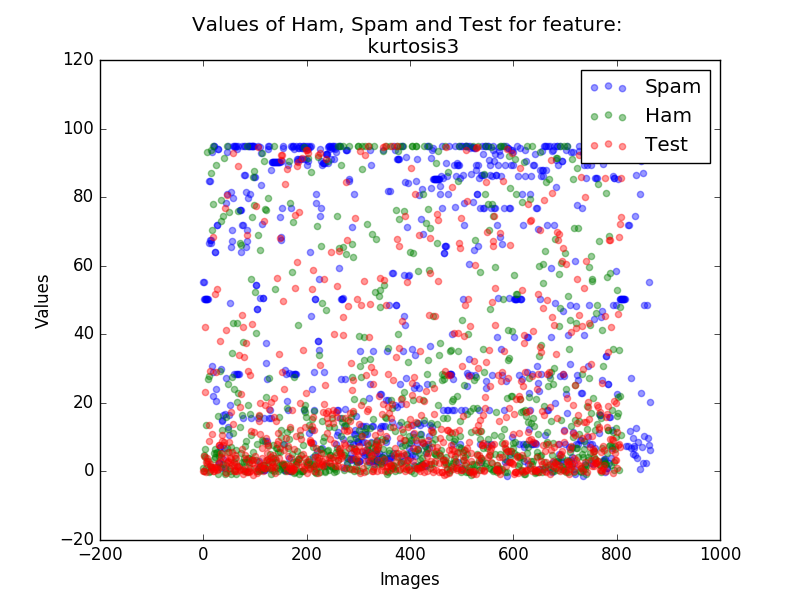 Values of Ham, Spam and Test for feature:
kurtosis3
120
100
80
60
40
20
0
−20
Values
Spam
Ham
Test
−200
0
200
400
600
800
1000
Images